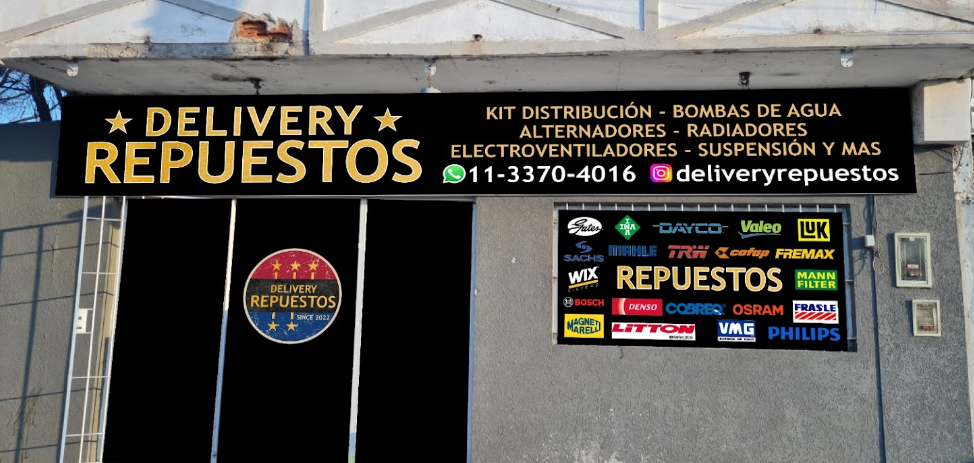 DELIVERY
REPUESTOS
KIT DISTRIBUCIÓN - BOMBAS DE AGUA
ALTERNADORES - RADIADORES
ELECTROVENTILADORES - SUSPENSIÓN Y MAS
11-3370-4016 deliveryrepuestos
DELIVERY
REPUESTOS
SINCE 2022
Gates INA DAYCO Valeo LUK
SACHS MAHLE TRW cofap FREMAX
WIX FILTERS REPUESTOS MANN FILTER
BOSCH DENSO COBREQ OSRAM FRASLE
MAGNETI MARELLI LITTON VMG PHILIPS